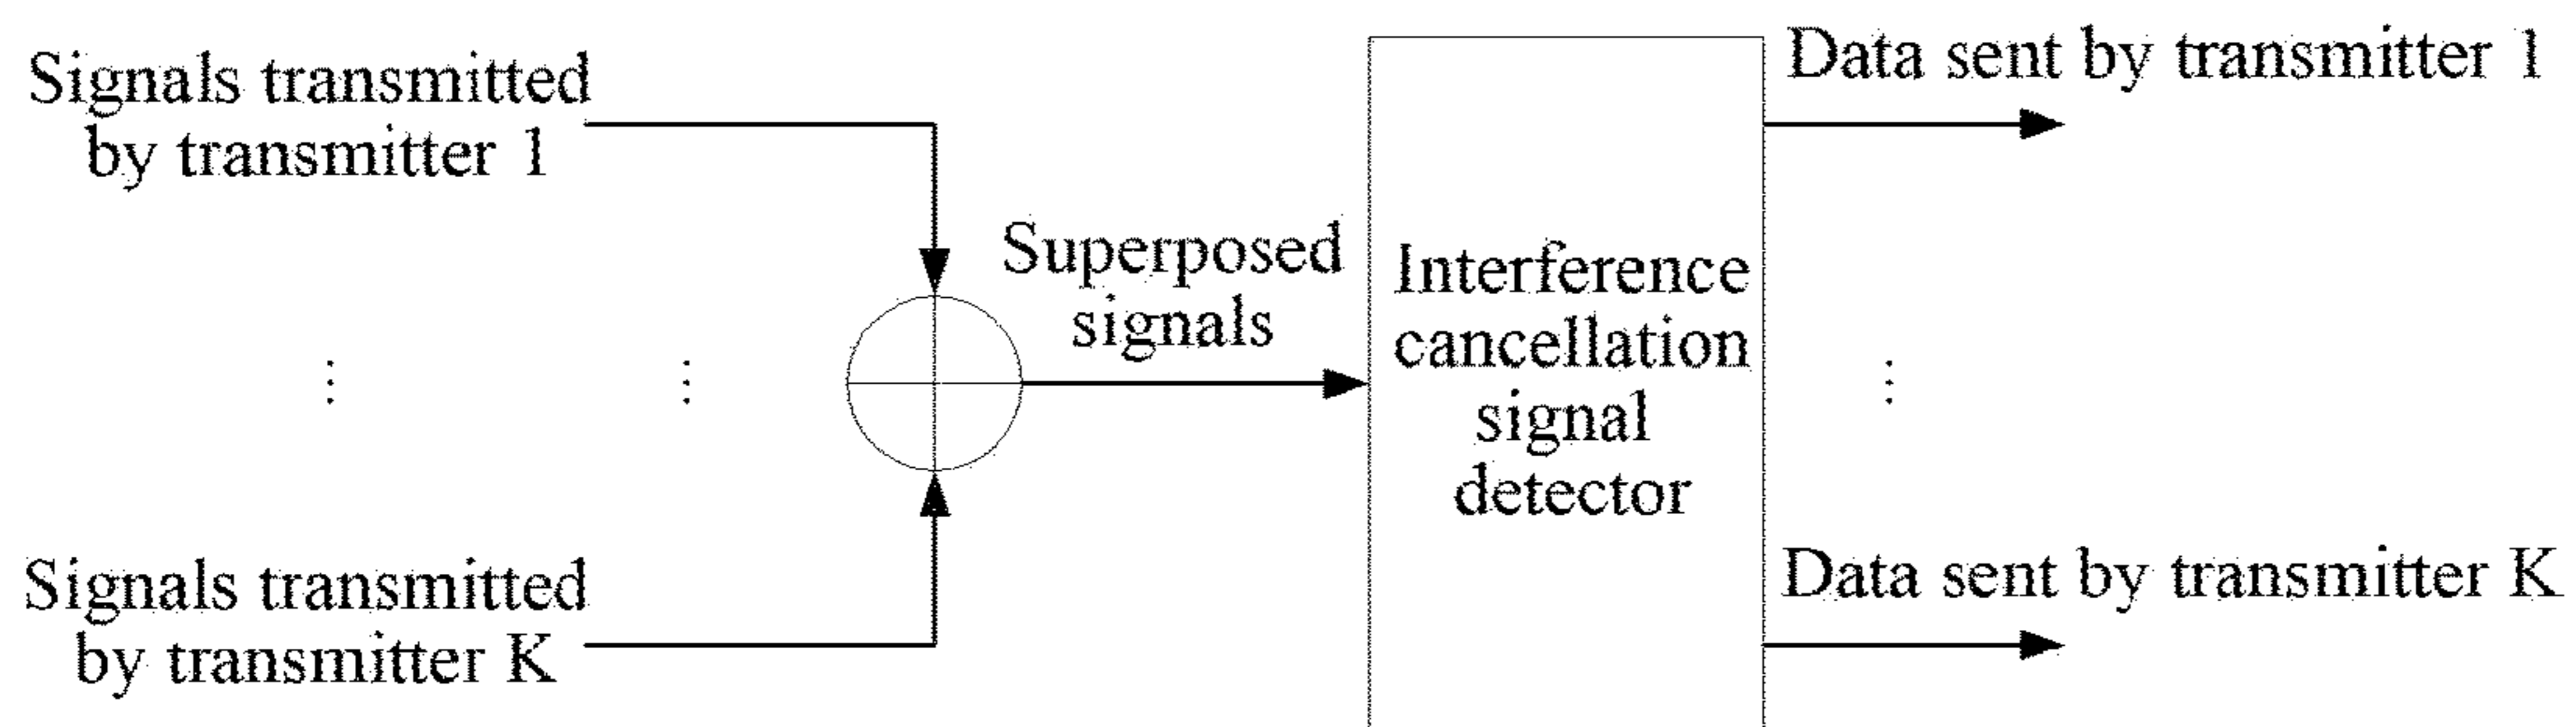 Signals transmitted
by transmitter 1
Superposed
signals
Interference
cancellation
signal
detector
Data sent by transmitter 1
Signals transmitted
by transmitter K
Data sent by transmitter K